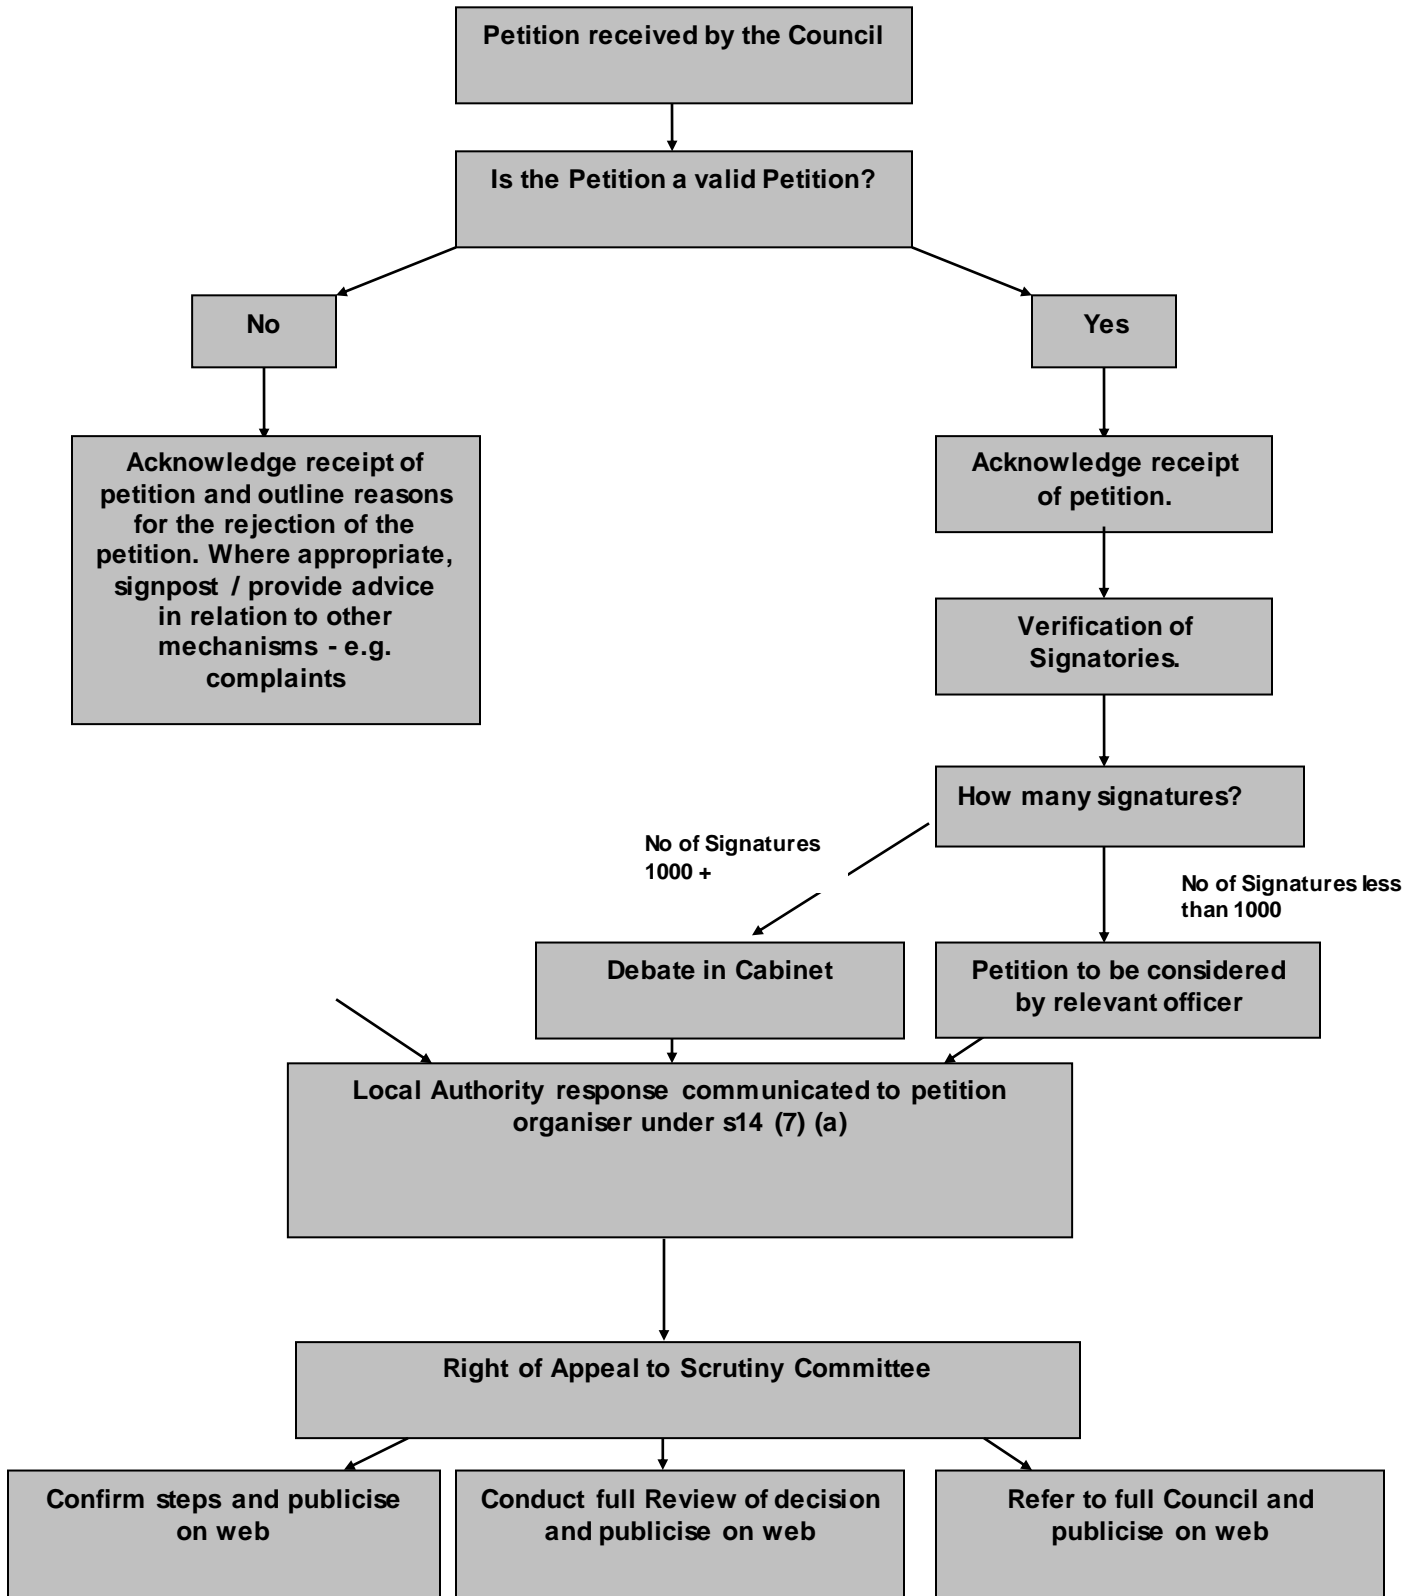 Petition received by the Council
Is the Petition a valid Petition?
No
Yes
Acknowledge receipt of
petition and outline reasons
for the rejection of the
petition. Where appropriate,
signpost / provide advice
in relation to other
mechanisms - e.g.
complaints
Acknowledge receipt
of petition.
Verification of
Signatories.
How many signatures?
No of Signatures
1000 +
No of Signatures less
than 1000
Debate in Cabinet
Petition to be considered
by relevant officer
Local Authority response communicated to petition
organiser under s14 (7) (a)
Right of Appeal to Scrutiny Committee
Confirm steps and publicise
on web
Conduct full Review of decision
and publicise on web
Refer to full Council and
publicise on web